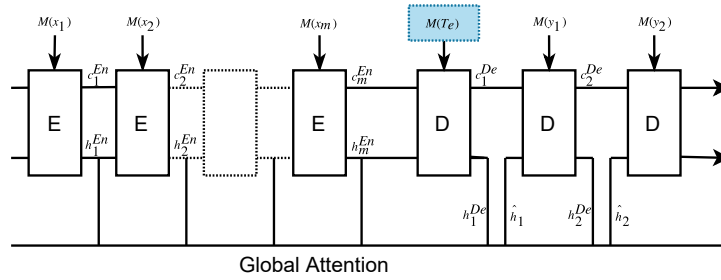 M(x₁) M(x₂) M(xₘ) M(Tₑ) M(y₁) M(y₂)
c₁ᴱⁿ c₂ᴱⁿ cₘᴱⁿ c₁ᴰᵉ c₂ᴰᵉ
E E E D D D
h₁ᴱⁿ h₂ᴱⁿ hₘᴱⁿ
h₁ᴰᵉ ĥ₁ h₂ᴰᵉ ĥ₂
Global Attention